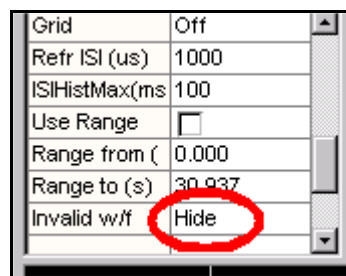 Grid Off
Refr ISI (us) 1000
ISIHistMax(ms 100
Use Range
Range from ( 0.000
Range to (s) 30.937
Invalid w/f Hide